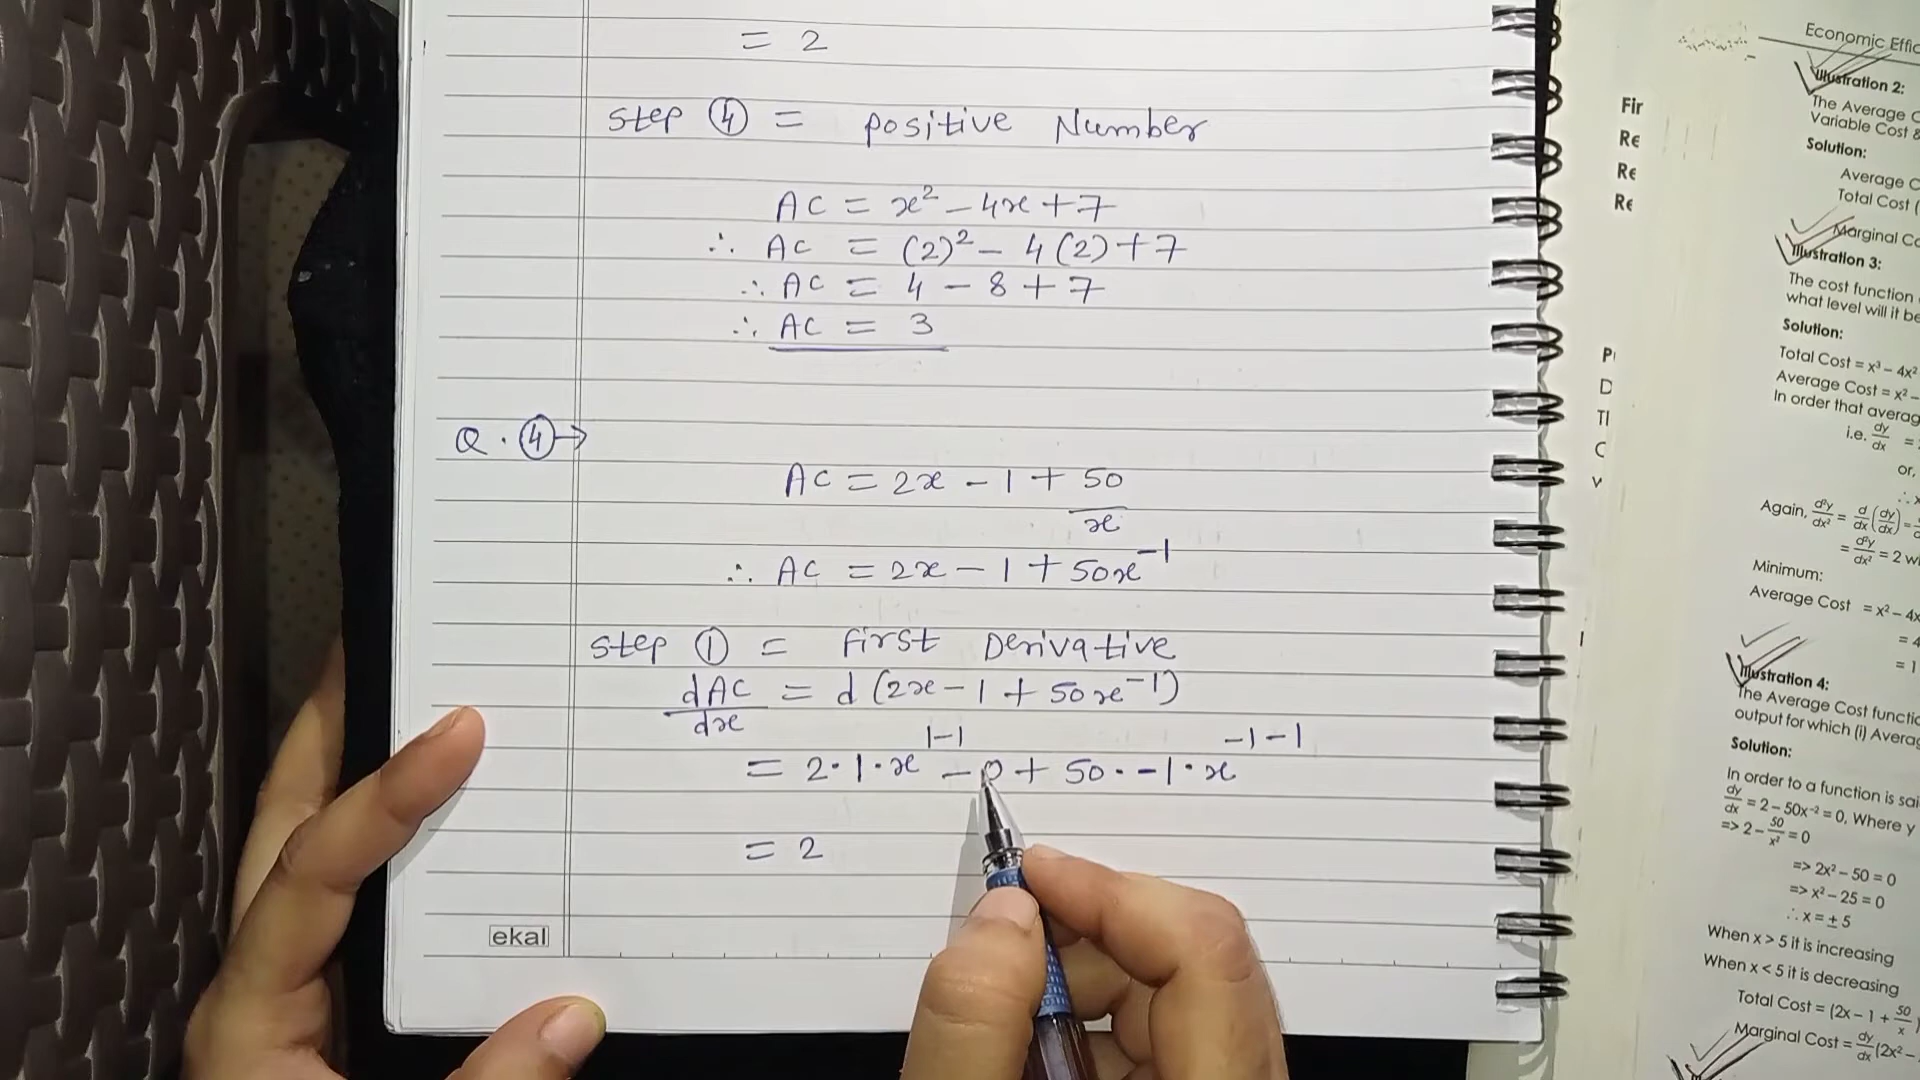 = 2
Step ④ = positive Number
AC = x² – 4x + 7
∴ AC = (2)² – 4(2) + 7
∴ AC = 4 – 8 + 7
∴ AC = 3
Q. ④→
AC = 2x – 1 + 50/x
∴ AC = 2x – 1 + 50x⁻¹
Step ① = First Derivative
dAC/dx = d(2x – 1 + 50x⁻¹)
1-1 -1-1
= 2·1·x – 0 + 50·-1·x
= 2
ekal
Fir
Re
Re
Re
D
Economic Effic
Illustration 2:
The Average C
Variable Cost &
Solution:
Average C
Total Cost (
Marginal Co
Illustration 3:
The cost function
what level will it be
Solution:
Total Cost = x³ – 4x²
Average Cost = x² –
In order that averag
i.e. dy/dx =
or,
Again, d²y/dx² = d/dx (dy/dx) =
= d²y/dx² = 2 w
Minimum:
Average Cost = x² – 4x
= 4
= 1
Illustration 4:
The Average Cost functio
output for which (i) Averag
Solution:
In order to a function is sai
dy/dx = 2 – 50x⁻² = 0, Where y
=> 2 – 50/x² = 0
=> 2x² – 50 = 0
=> x² – 25 = 0
∴ x = ± 5
When x > 5 it is increasing
When x < 5 it is decreasing
Total Cost = (2x – 1 + 50/x)
Marginal Cost = dy/dx (2x² –